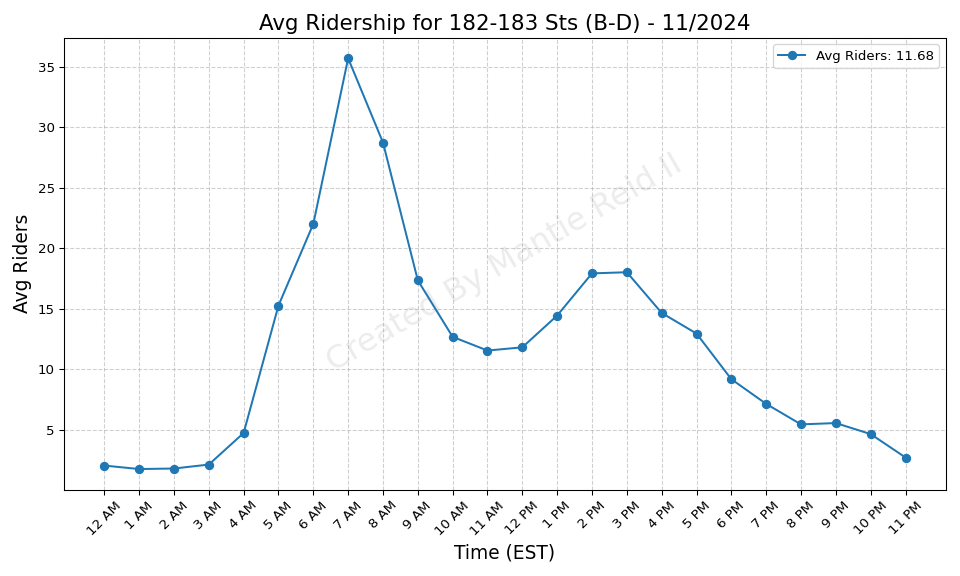 Avg Ridership for 182-183 Sts (B-D) - 11/2024
Avg Riders: 11.68
35
30
25
20
15
10
5
Avg Riders
Created By Mantie Reid II
12 AM
1 AM
2 AM
3 AM
4 AM
5 AM
6 AM
7 AM
8 AM
9 AM
10 AM
11 AM
12 PM
1 PM
2 PM
3 PM
4 PM
5 PM
6 PM
7 PM
8 PM
9 PM
10 PM
11 PM
Time (EST)